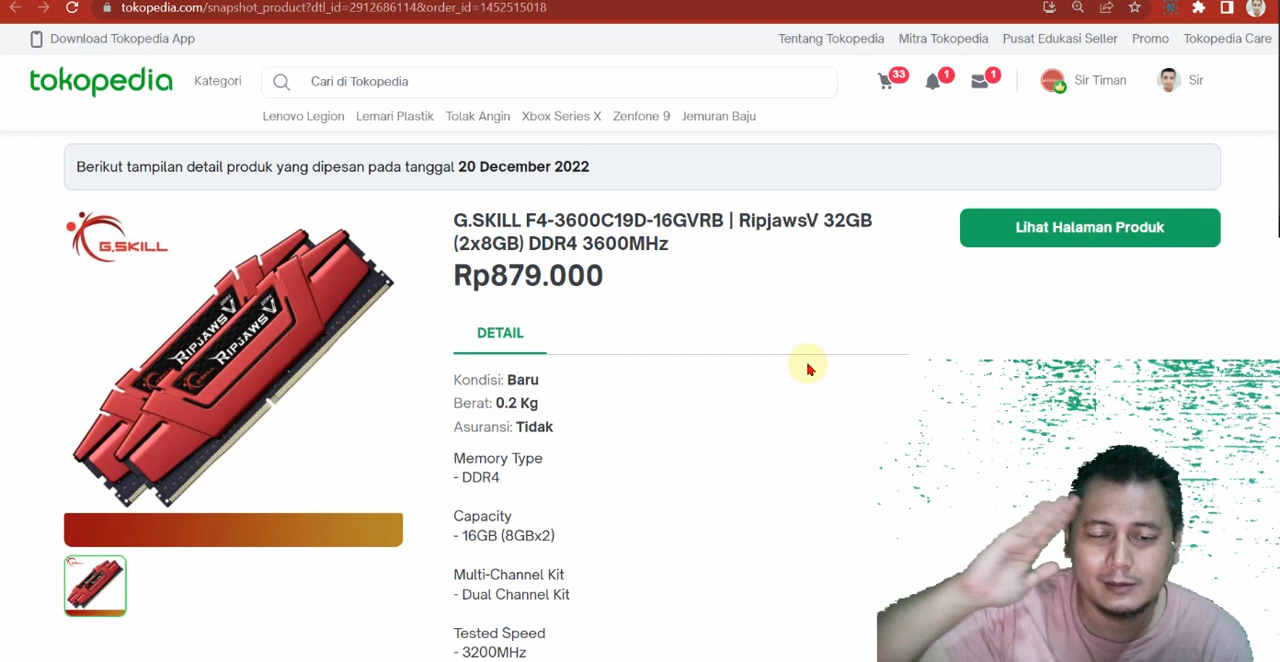 tokopedia.com/snapshot_product?dtl_id=2912686114&order_id=1452515018
Download Tokopedia App
Tentang Tokopedia Mitra Tokopedia Pusat Edukasi Seller Promo Tokopedia Care
tokopedia Kategori Cari di Tokopedia 33 1 1 Sir Timan Sir
Lenovo Legion Lemari Plastik Tolak Angin Xbox Series X Zenfone 9 Jemuran Baju
Berikut tampilan detail produk yang dipesan pada tanggal 20 December 2022
G.SKILL
RIPJAWS V
RIPJAWS V
G.SKILL F4-3600C19D-16GVRB | RipjawsV 32GB
(2x8GB) DDR4 3600MHz
Rp879.000
Lihat Halaman Produk
DETAIL
Kondisi: Baru
Berat: 0.2 Kg
Asuransi: Tidak
Memory Type
- DDR4
Capacity
- 16GB (8GBx2)
Multi-Channel Kit
- Dual Channel Kit
Tested Speed
- 3200MHz